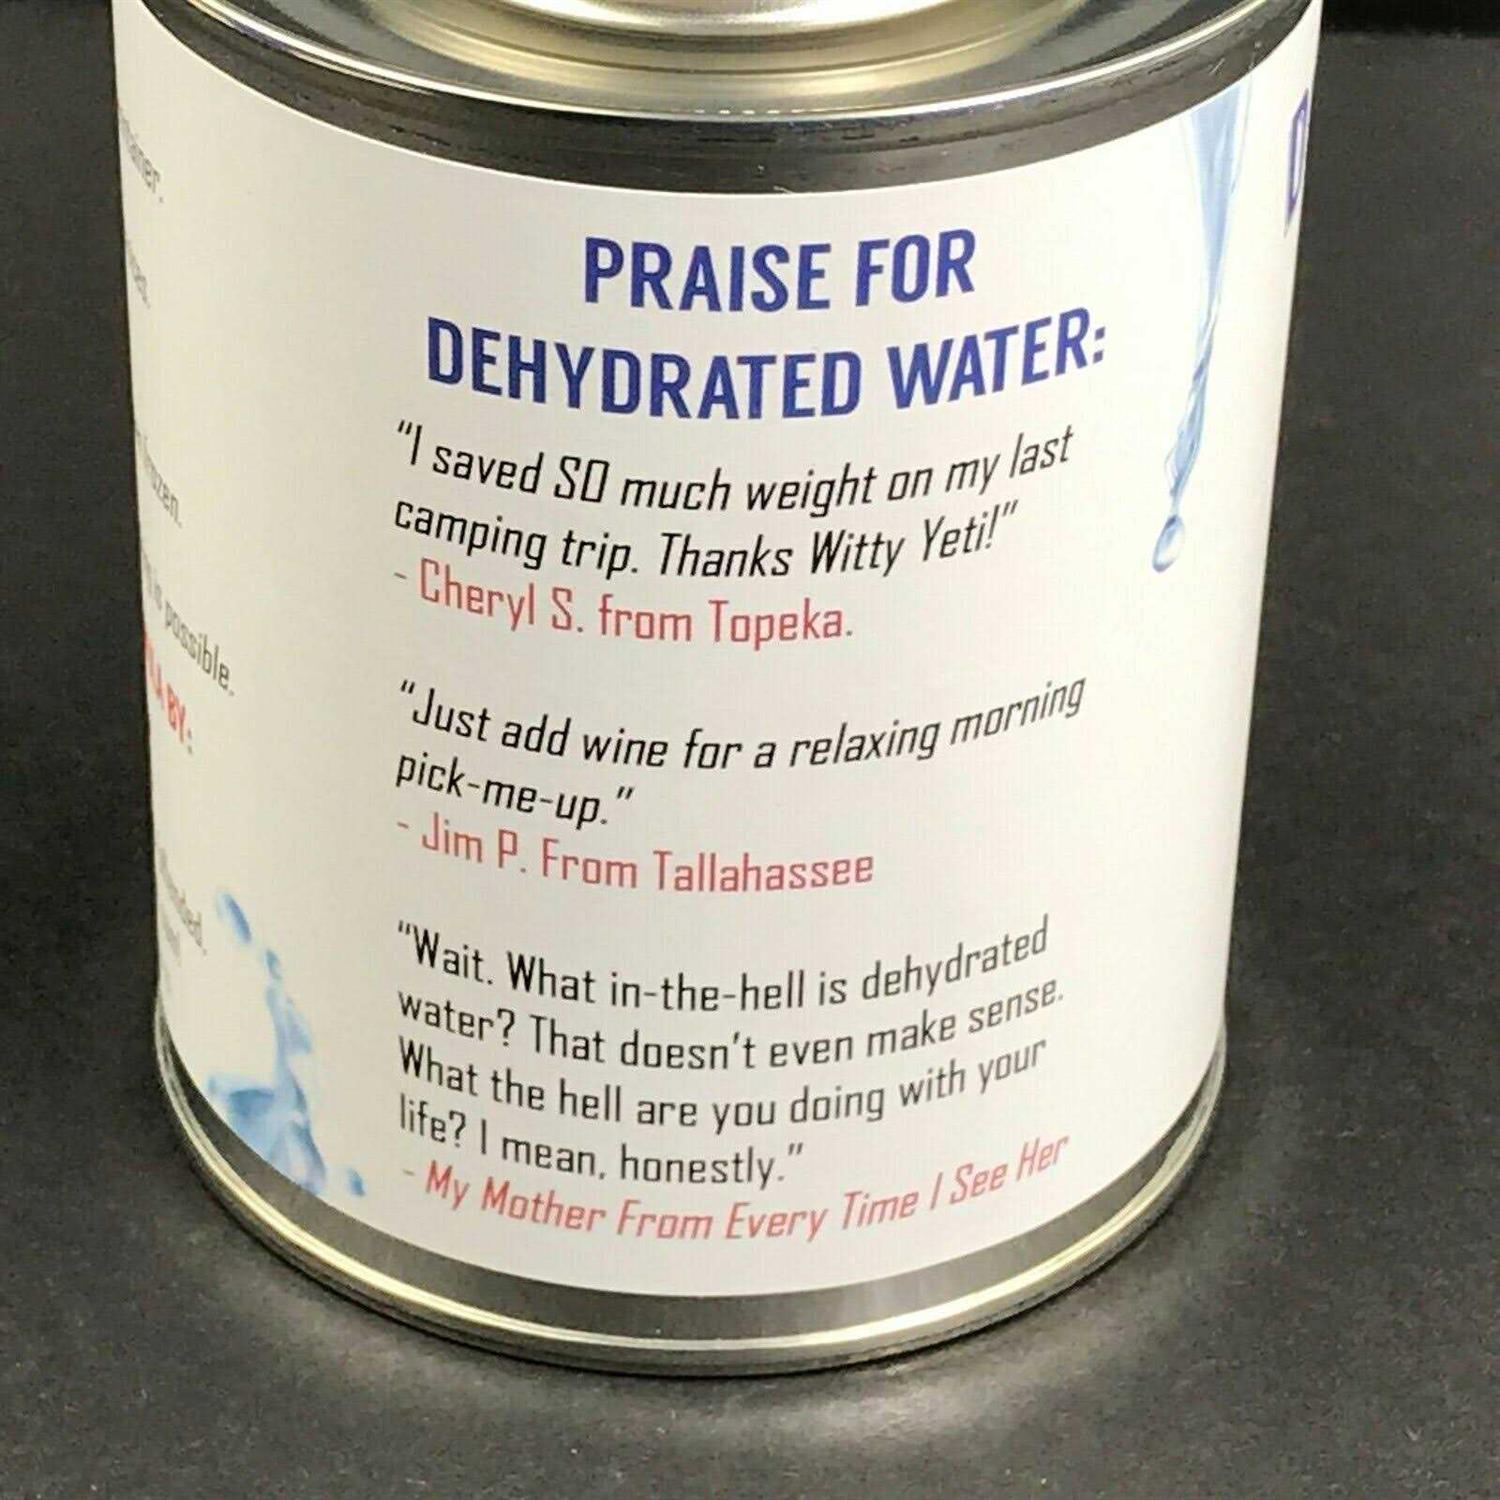 PRAISE FOR
DEHYDRATED WATER:
“I saved SO much weight on my last
camping trip. Thanks Witty Yeti!”
- Cheryl S. from Topeka.
“Just add wine for a relaxing morning
pick-me-up.”
- Jim P. From Tallahassee
“Wait. What in-the-hell is dehydrated
water? That doesn't even make sense.
What the hell are you doing with your
life? I mean, honestly.”
- My Mother From Every Time I See Her
possible.
BY: